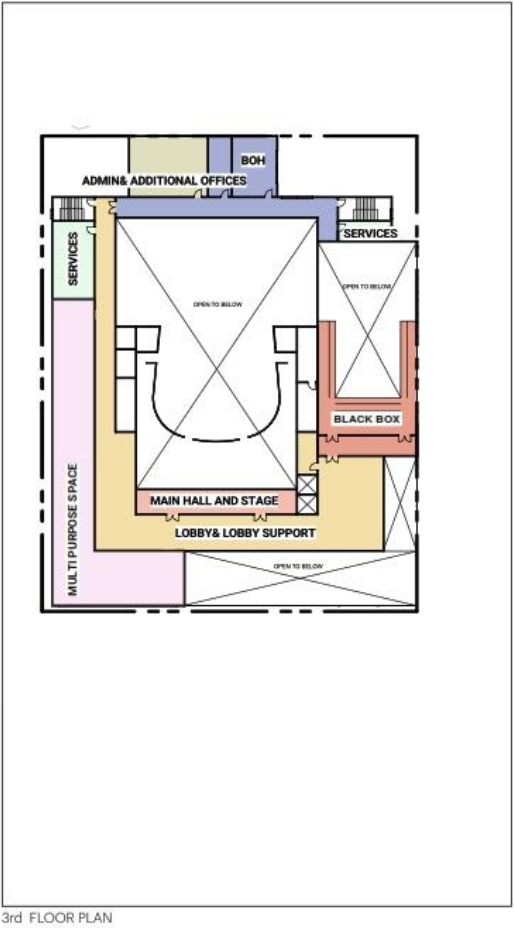 BOH
ADMIN& ADDITIONAL OFFICES
SERVICES
SERVICES
OPEN TO BELOW
OPEN TO BELOW
BLACK BOX
MULTI PURPOSE SPACE
MAIN HALL AND STAGE
LOBBY& LOBBY SUPPORT
OPEN TO BELOW
3rd FLOOR PLAN